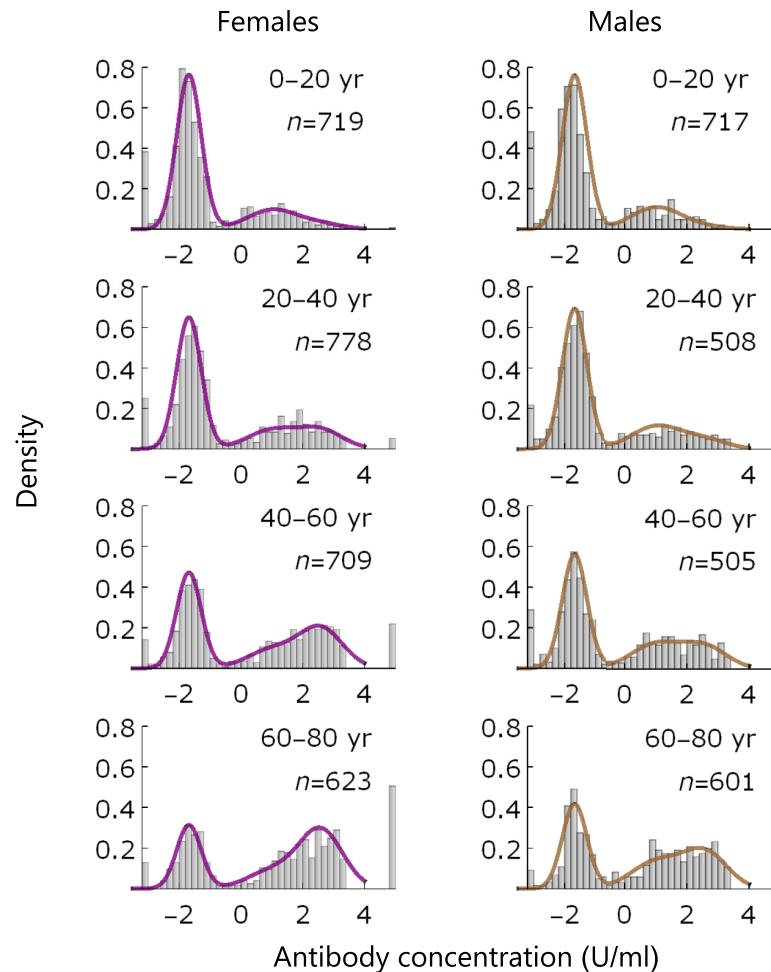 Females Males
0–20 yr 0–20 yr
n=719 n=717
0.8 0.8
0.6 0.6
0.4 0.4
0.2 0.2
−2 0 2 4 −2 0 2 4
20–40 yr 20–40 yr
n=778 n=508
0.8 0.8
0.6 0.6
0.4 0.4
0.2 0.2
−2 0 2 4 −2 0 2 4
40–60 yr 40–60 yr
n=709 n=505
0.8 0.8
0.6 0.6
0.4 0.4
0.2 0.2
−2 0 2 4 −2 0 2 4
60–80 yr 60–80 yr
n=623 n=601
0.8 0.8
0.6 0.6
0.4 0.4
0.2 0.2
−2 0 2 4 −2 0 2 4
Density
Antibody concentration (U/ml)